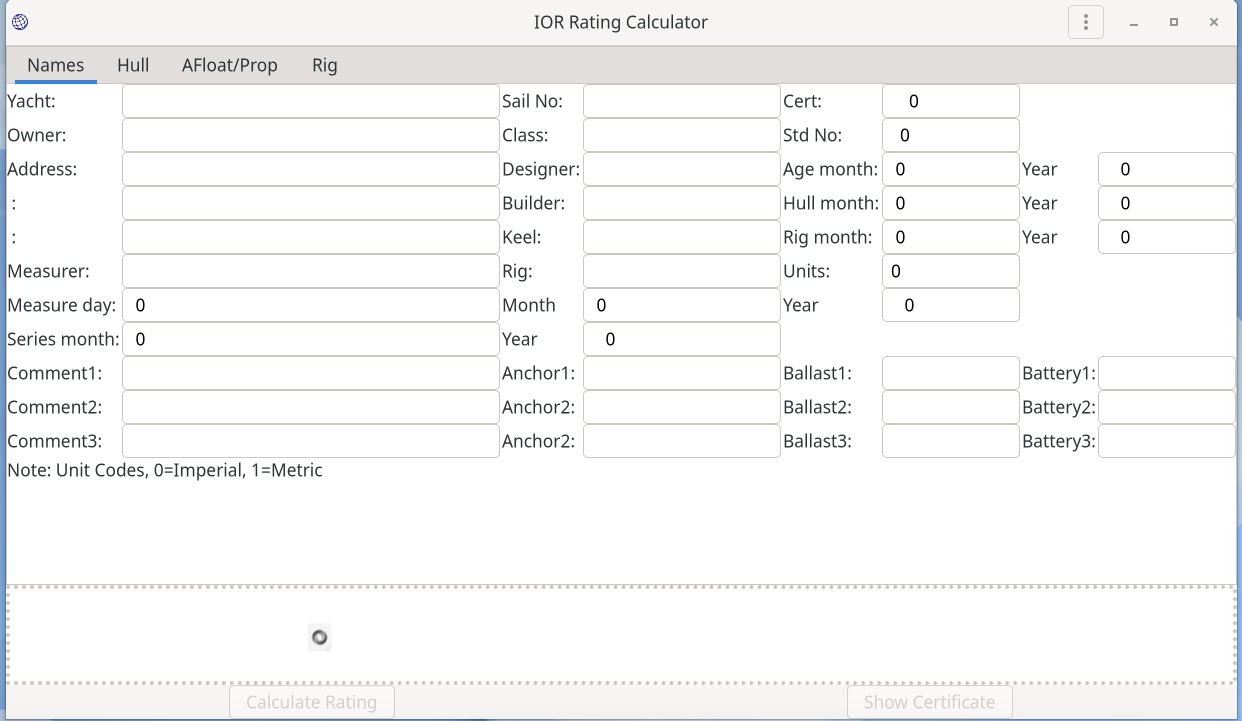 IOR Rating Calculator
Names Hull AFloat/Prop Rig
Yacht: Sail No: Cert: 0
Owner: Class: Std No: 0
Address: Designer: Age month: 0 Year 0
: Builder: Hull month: 0 Year 0
: Keel: Rig month: 0 Year 0
Measurer: Rig: Units: 0
Measure day: 0 Month 0 Year 0
Series month: 0 Year 0
Comment1: Anchor1: Ballast1: Battery1:
Comment2: Anchor2: Ballast2: Battery2:
Comment3: Anchor2: Ballast3: Battery3:
Note: Unit Codes, 0=Imperial, 1=Metric
Calculate Rating Show Certificate